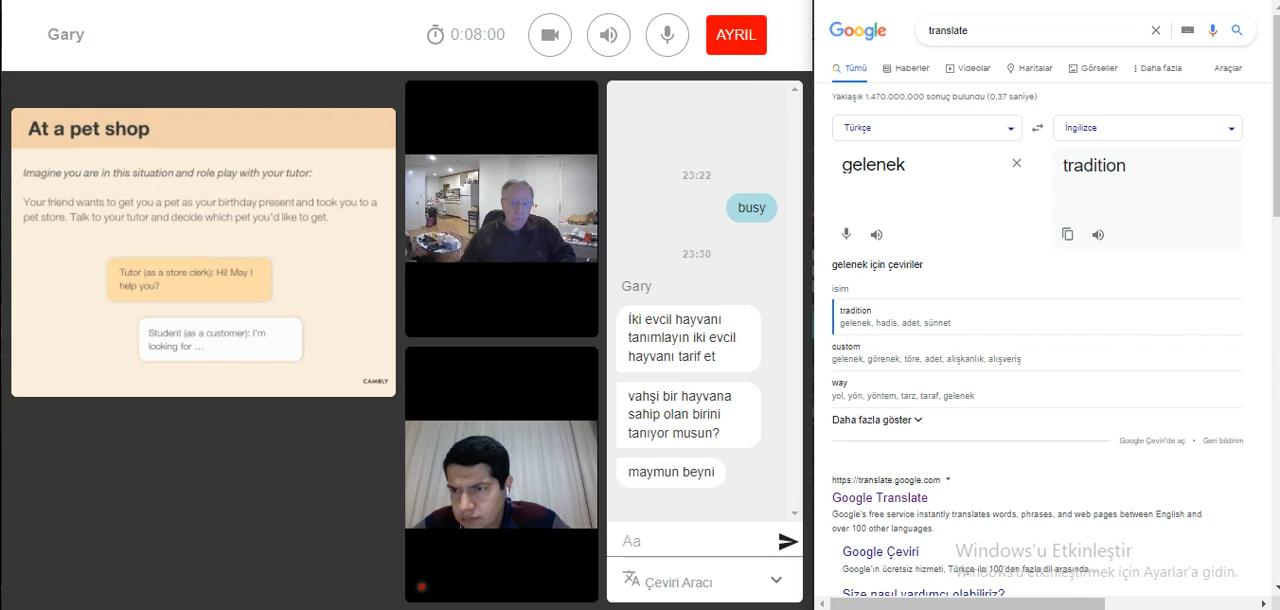 Gary
0:08:00
AYRIL
At a pet shop
Imagine you are in this situation and role play with your tutor:
Your friend wants to get you a pet as your birthday present and took you to a
pet store. Talk to your tutor and decide which pet you'd like to get.
Tutor (as a store clerk): Hi! May I
help you?
Student (as a customer): I'm
looking for ...
CAMBLY
23:22
busy
23:30
Gary
İki evcil hayvanı
tanımlayın iki evcil
hayvanı tarif et
vahşi bir hayvana
sahip olan birini
tanıyor musun?
maymun beyni
Aa
Çeviri Aracı
Google
translate
Tümü
Haberler
Videolar
Haritalar
Görseller
Daha fazla
Araçlar
Yaklaşık 1.470.000.000 sonuç bulundu (0,37 saniye)
Türkçe
İngilizce
gelenek
tradition
gelenek için çeviriler
isim
tradition
gelenek, hadis, adet, sünnet
custom
gelenek, görenek, töre, adet, alışkanlık, alışveriş
way
yol, yön, yöntem, tarz, taraf, gelenek
Daha fazla göster
Google Çeviri'de aç • Geri bildirim
https://translate.google.com
Google Translate
Google's free service instantly translates words, phrases, and web pages between English and
over 100 other languages.
Google Çeviri
Google'ın ücretsiz hizmeti, Türkçe ile 100'den fazla dil arasında...
Windows'u Etkinleştir
Windows'u etkinleştirmek için Ayarlar'a gidin.
Size nasıl yardımcı olabiliriz?